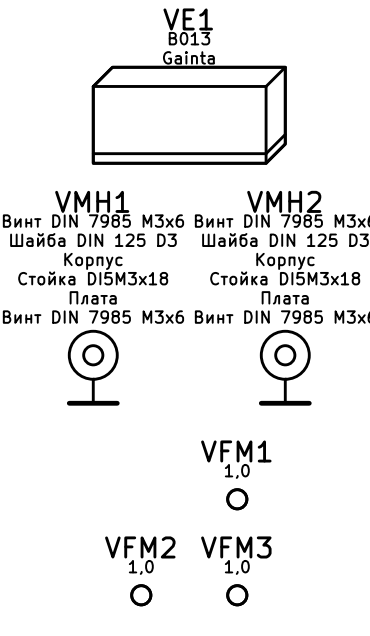 VE1
B013
Gainta
VMH1 VMH2
Винт DIN 7985 M3x6 Винт DIN 7985 M3x6
Шайба DIN 125 D3 Шайба DIN 125 D3
Корпус Корпус
Стойка DI5M3x18 Стойка DI5M3x18
Плата Плата
Винт DIN 7985 M3x6 Винт DIN 7985 M3x6
VFM1
1,0
VFM2 VFM3
1,0 1,0